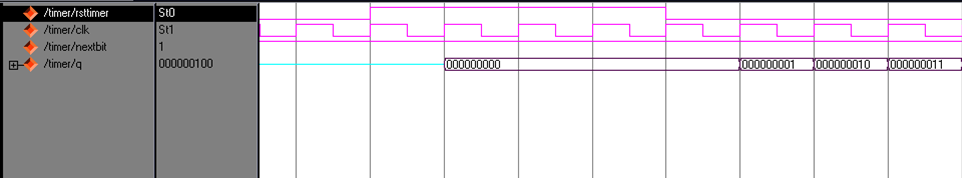 /timer/rsttimer St0
/timer/clk St1
/timer/nextbit 1
/timer/q 000000100 000000000 000000001 000000010 000000011